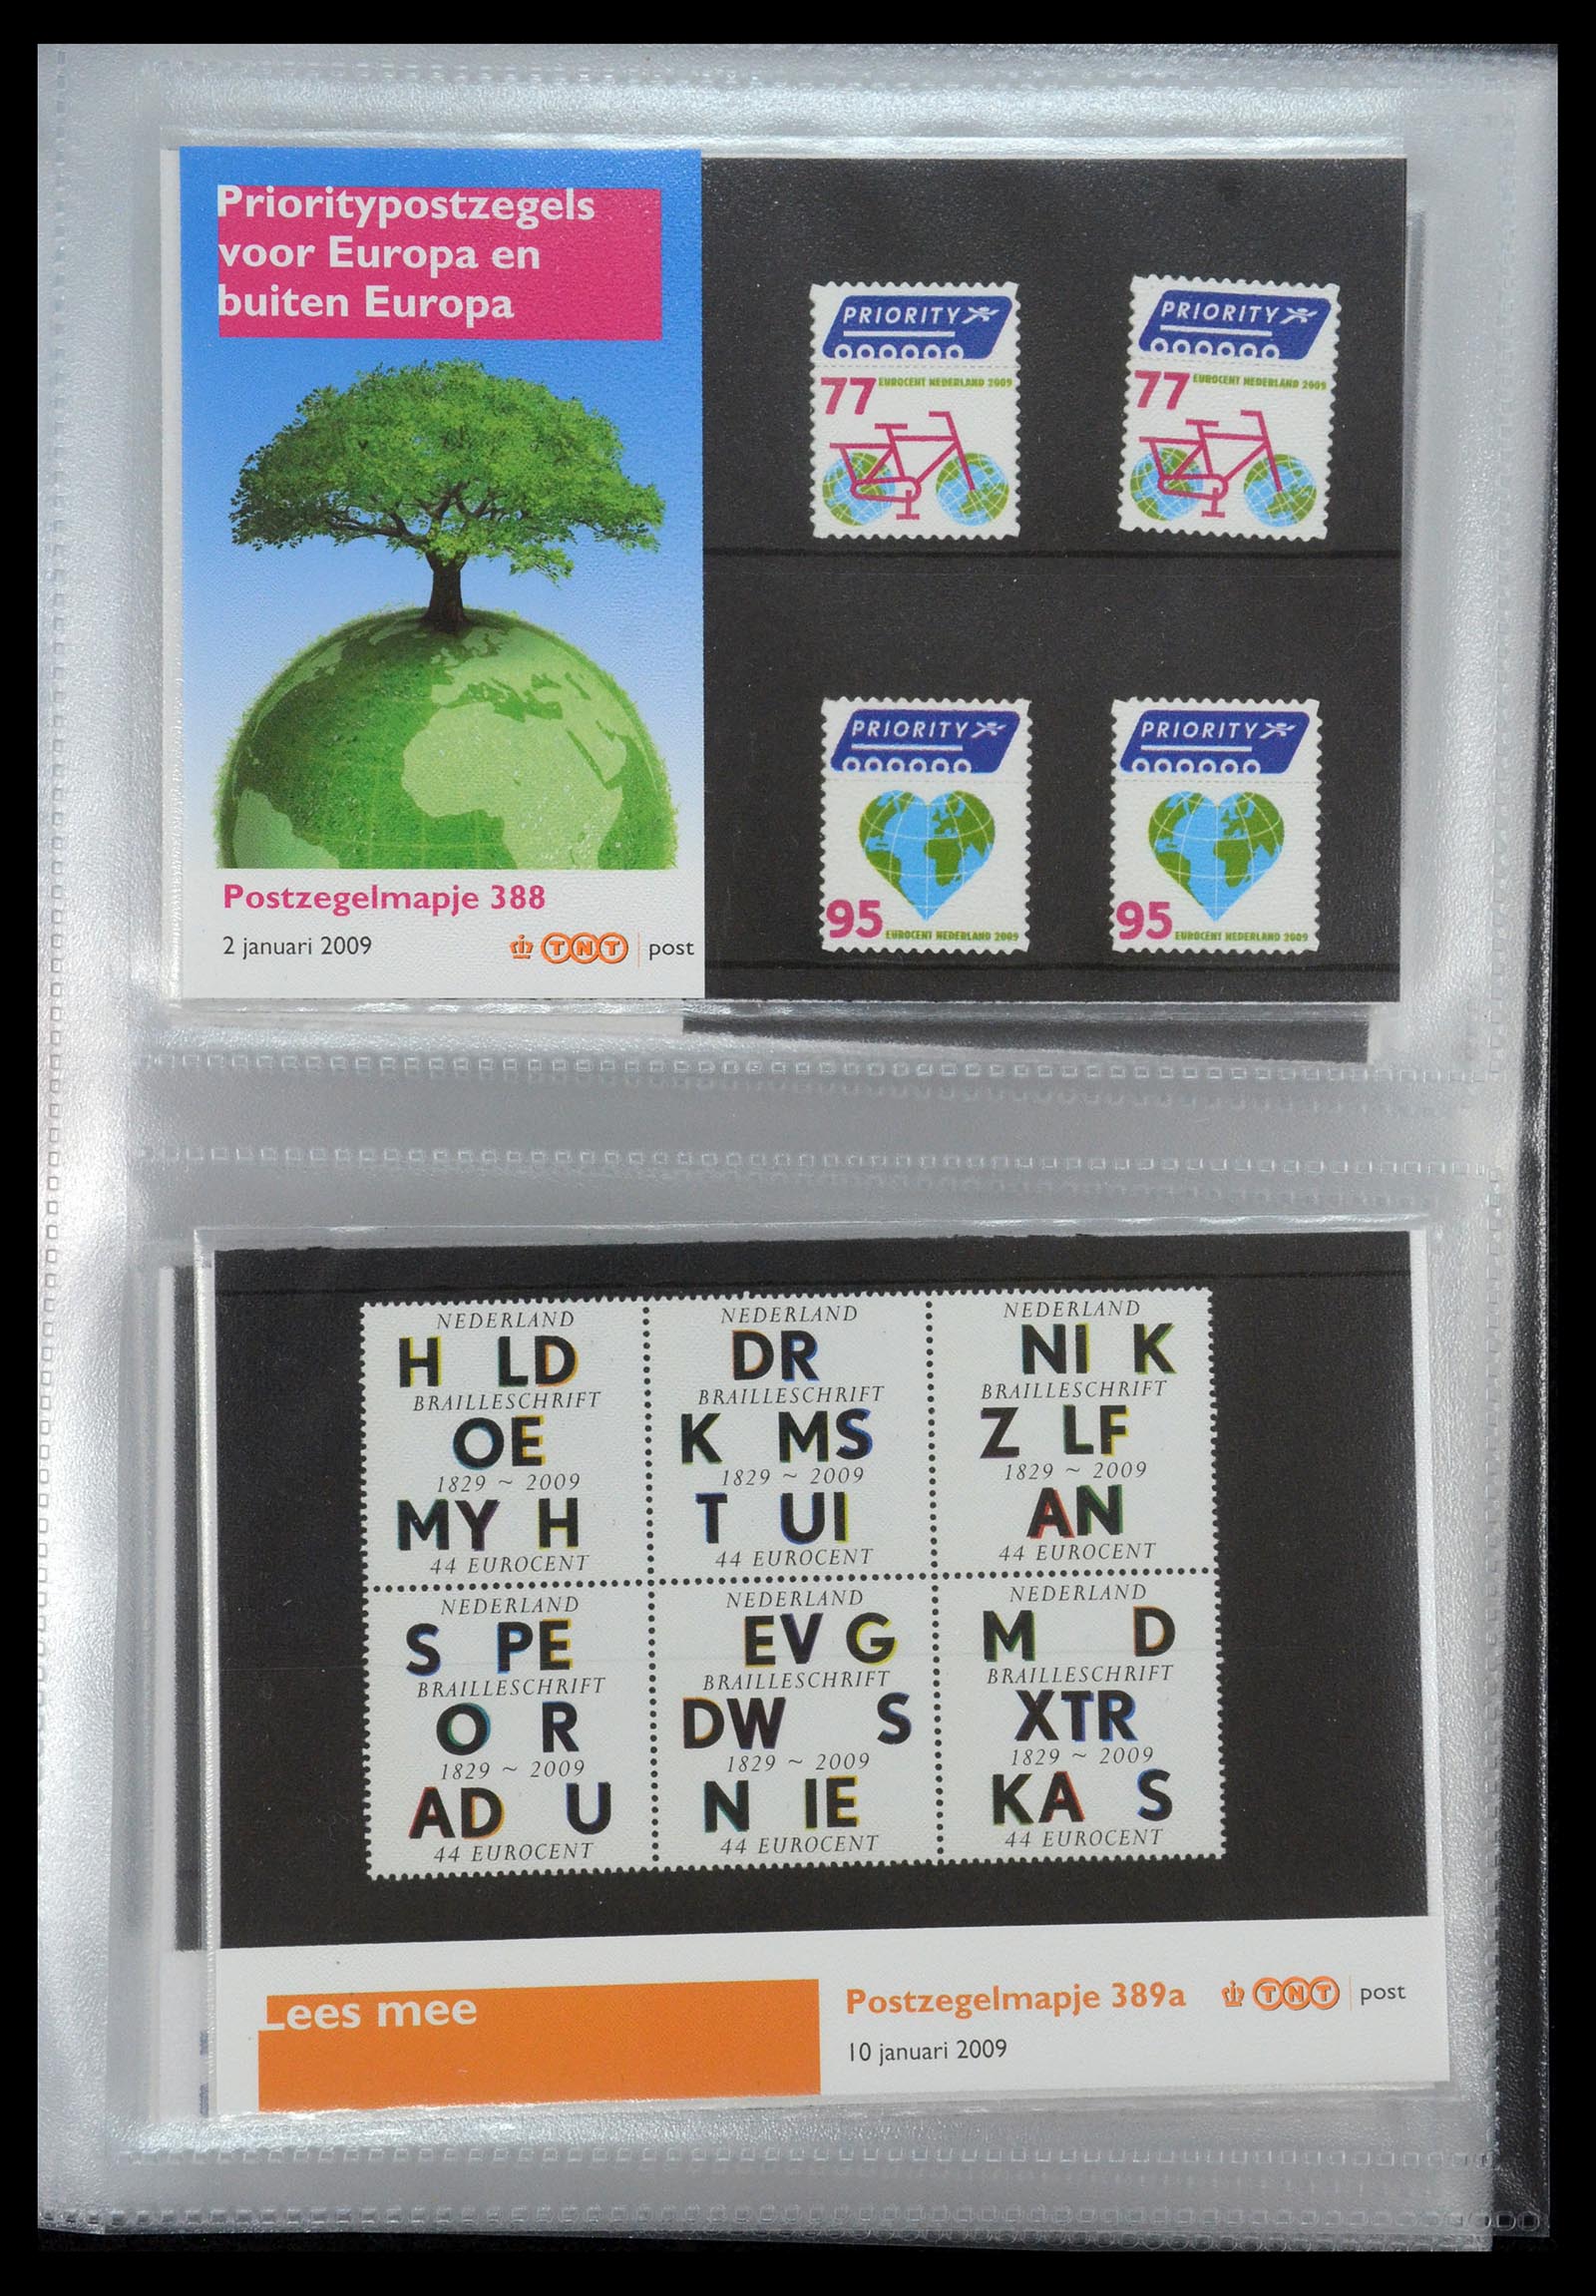 Prioritypostzegels
voor Europa en
buiten Europa
Postzegelmapje 388
2 januari 2009
TNT post
PRIORITY
77 EUROCENT NEDERLAND 2009
PRIORITY
77 EUROCENT NEDERLAND 2009
PRIORITY
95 EUROCENT NEDERLAND 2009
PRIORITY
95 EUROCENT NEDERLAND 2009
NEDERLAND
H LD
BRAILLESCHRIFT
OE
1829 ~ 2009
MY H
44 EUROCENT
NEDERLAND
DR
BRAILLESCHRIFT
K MS
1829 ~ 2009
T UI
44 EUROCENT
NEDERLAND
NI K
BRAILLESCHRIFT
Z LF
1829 ~ 2009
AN
44 EUROCENT
NEDERLAND
S PE
BRAILLESCHRIFT
O R
1829 ~ 2009
AD U
44 EUROCENT
NEDERLAND
EV G
BRAILLESCHRIFT
DW S
1829 ~ 2009
N IE
44 EUROCENT
NEDERLAND
M D
BRAILLESCHRIFT
XTR
1829 ~ 2009
KA S
44 EUROCENT
Lees mee
Postzegelmapje 389a
TNT post
10 januari 2009